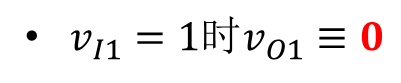 • v_{I1} = 1时v_{O1} ≡ 0